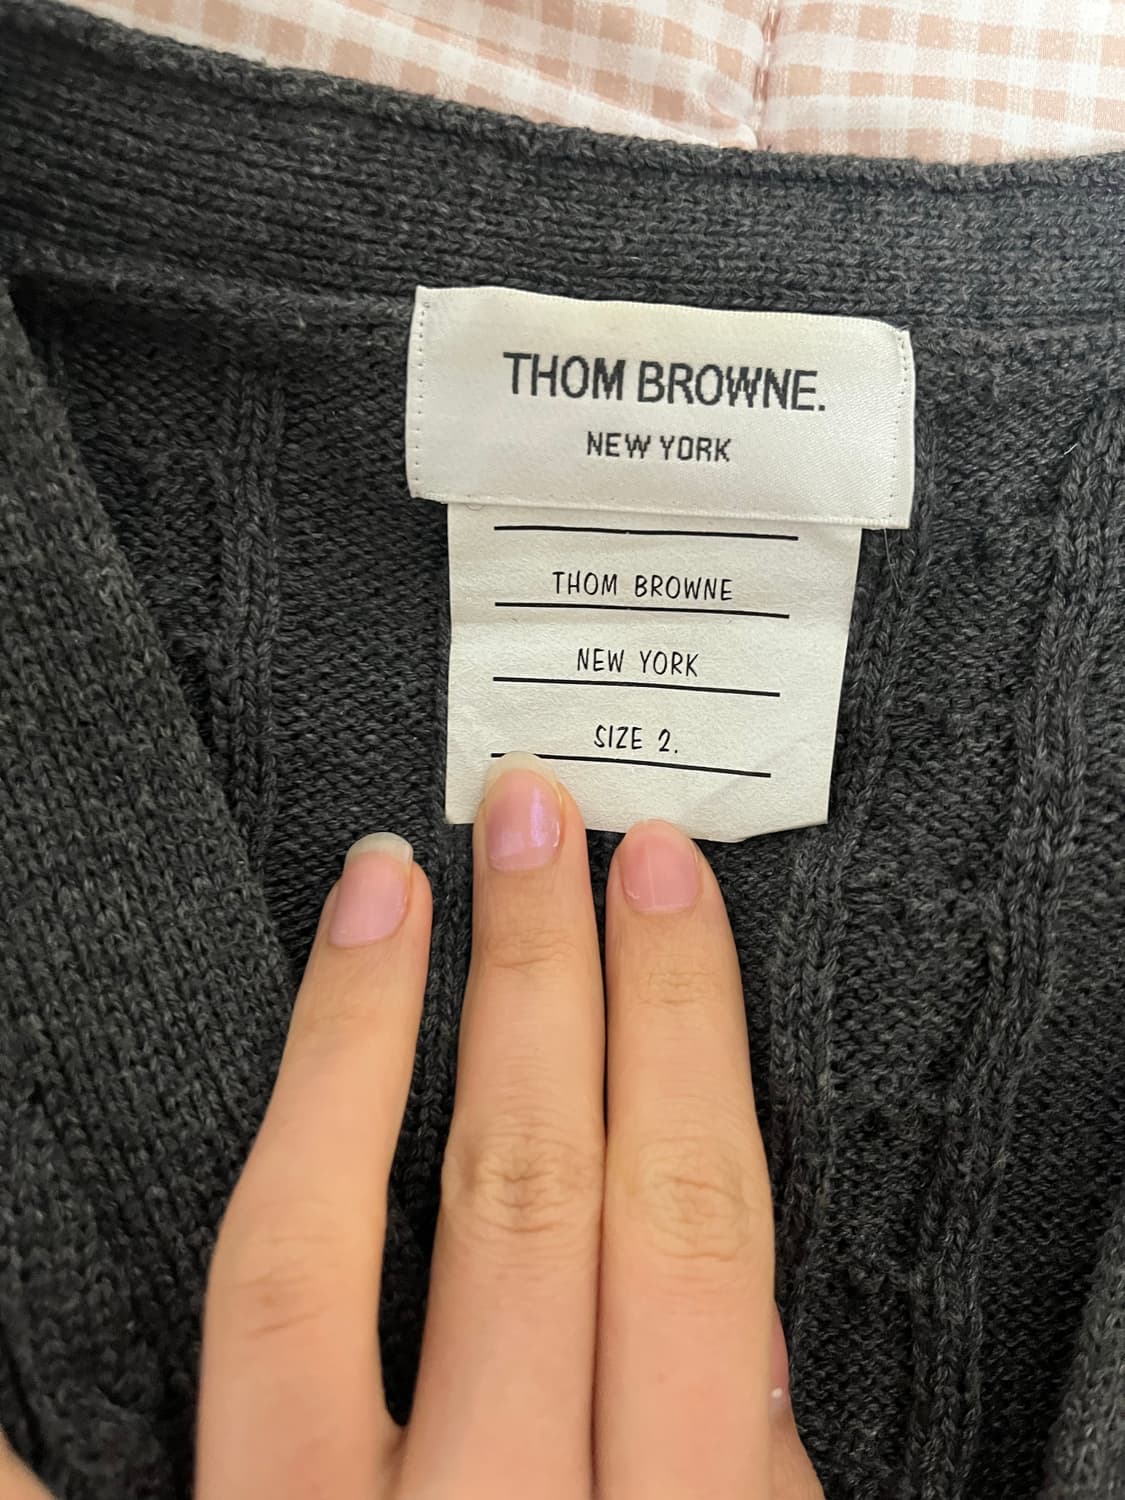 THOM BROWNE.
NEW YORK
THOM BROWNE
NEW YORK
SIZE 2.